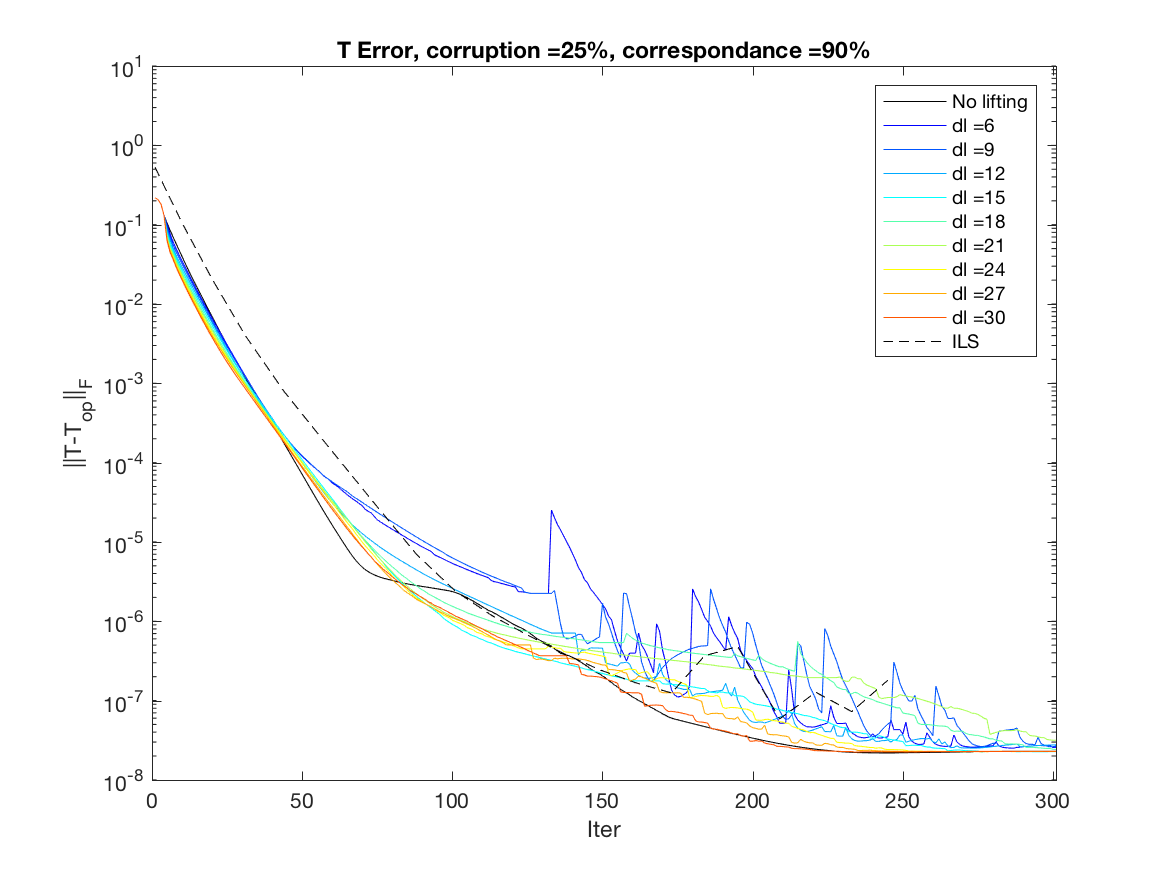 T Error, corruption =25%, correspondance =90%
10^1
10^0
10^-1
10^-2
10^-3
10^-4
10^-5
10^-6
10^-7
10^-8
||T-T_op||_F
No lifting
dl =6
dl =9
dl =12
dl =15
dl =18
dl =21
dl =24
dl =27
dl =30
ILS
0 50 100 150 200 250 300
Iter